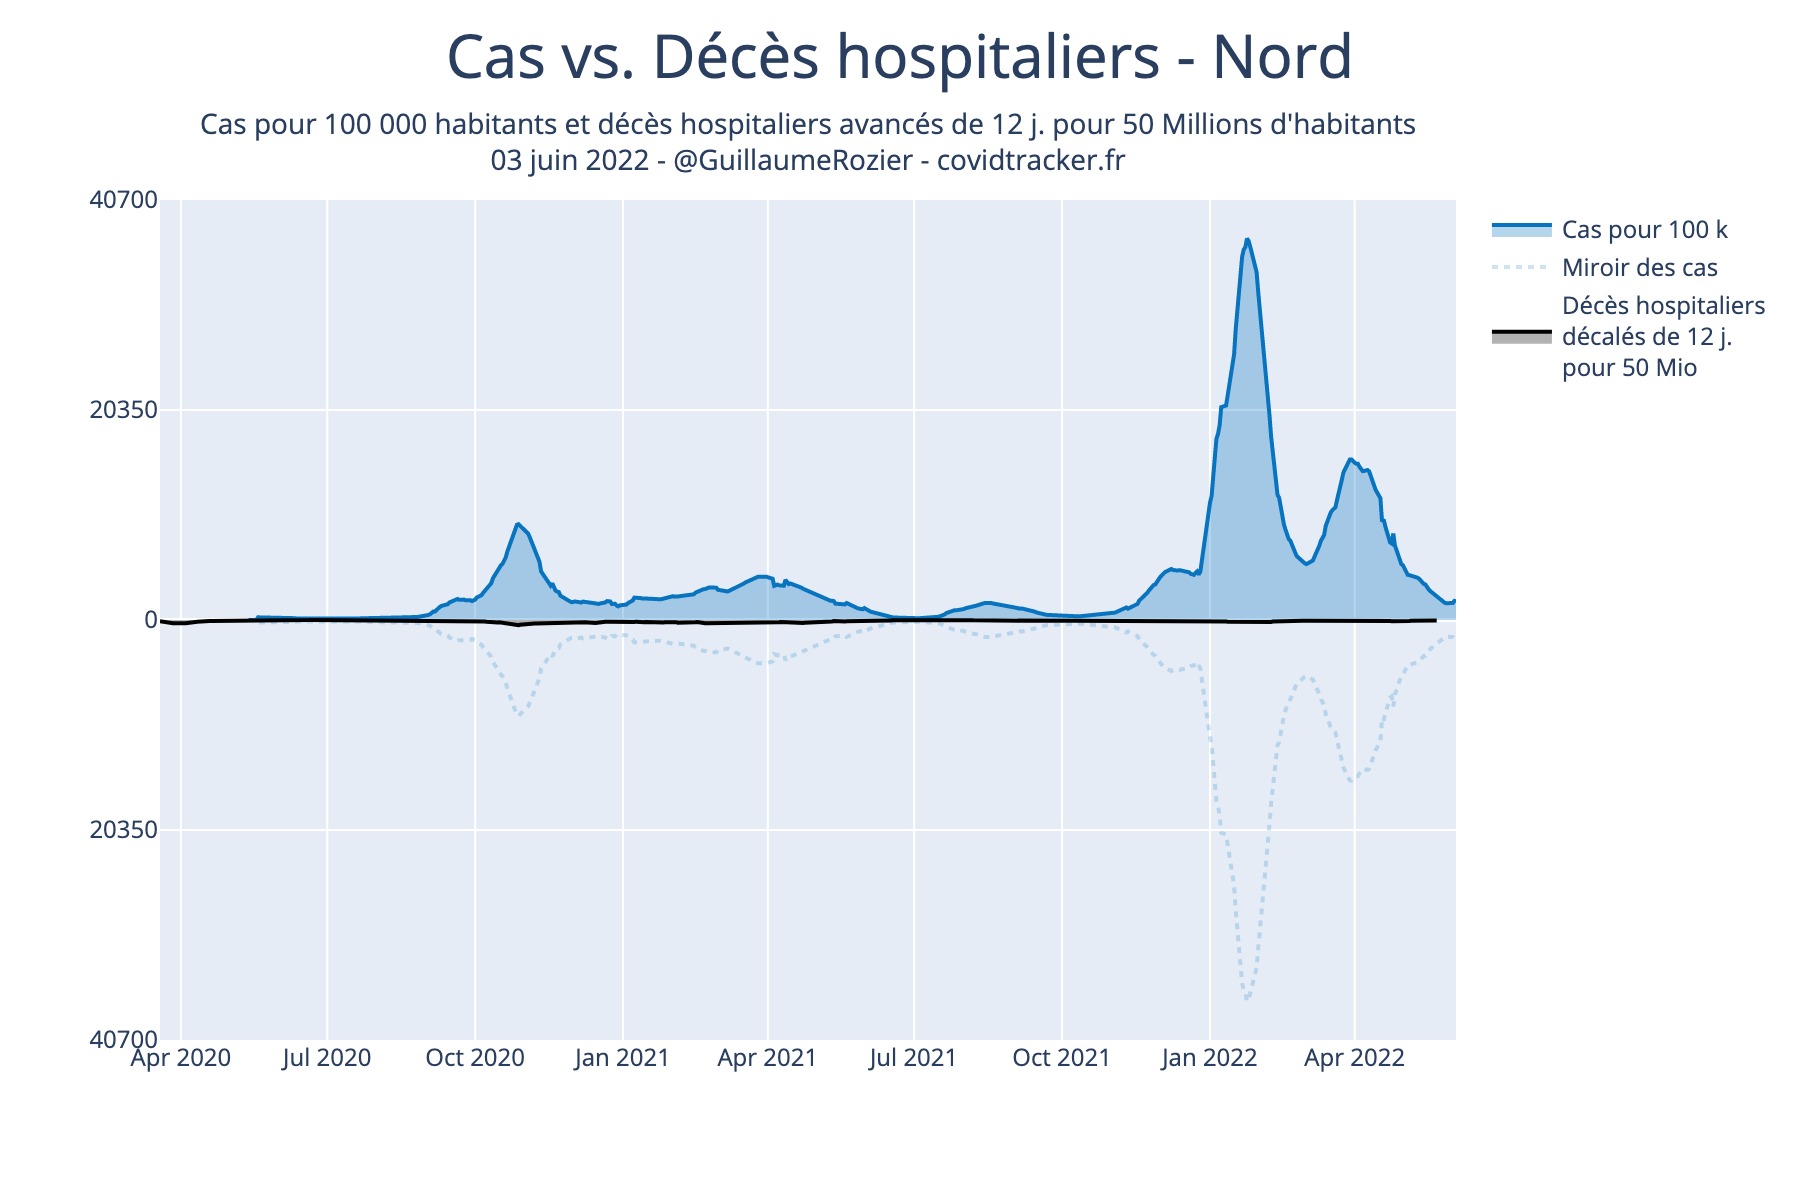 Cas vs. Décès hospitaliers - Nord
Cas pour 100 000 habitants et décès hospitaliers avancés de 12 j. pour 50 Millions d'habitants
03 juin 2022 - @GuillaumeRozier - covidtracker.fr
40700
20350
0
20350
40700
Apr 2020
Jul 2020
Oct 2020
Jan 2021
Apr 2021
Jul 2021
Oct 2021
Jan 2022
Apr 2022
Cas pour 100 k
Miroir des cas
Décès hospitaliers
décalés de 12 j.
pour 50 Mio